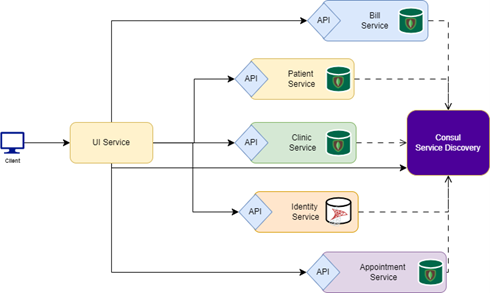 API
Bill
Service
API
Patient
Service
Client
UI Service
API
Clinic
Service
Consul
Service Discovery
API
Identity
Service
API
Appointment
Service